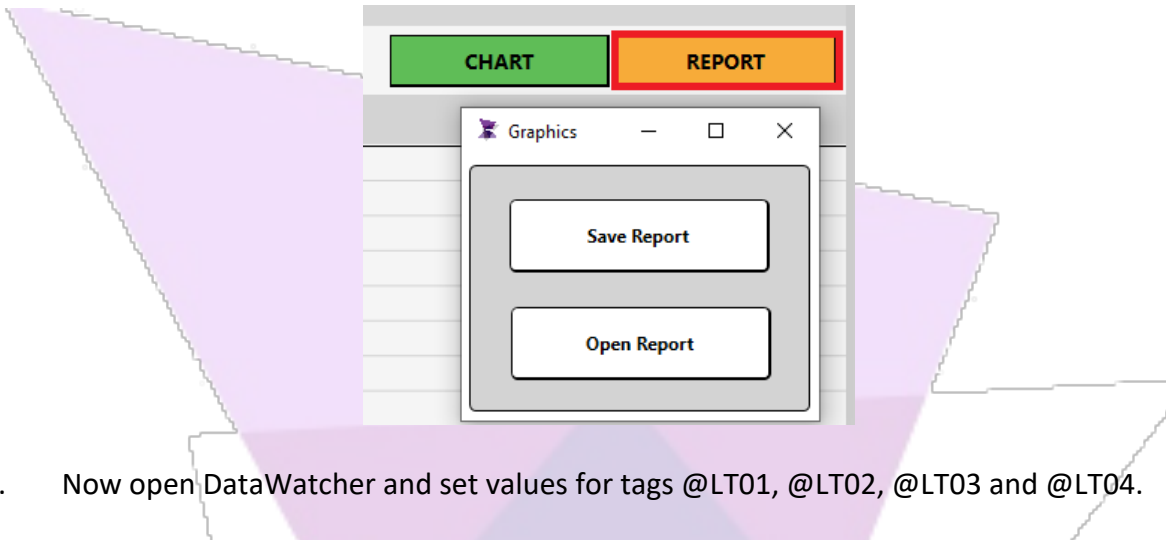 CHART REPORT
Graphics
Save Report
Open Report
. Now open DataWatcher and set values for tags @LT01, @LT02, @LT03 and @LT04.